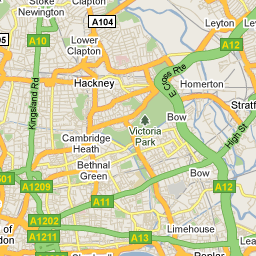 Stoke
Newington
Lower
Clapton
Clapton
A104
Leyton
A12
A10
Hackney
Homerton
Kingsland Rd
E Cross Rte
Stratf
High St
Bow
Victoria
Park
Cambridge
Heath
Bethnal
Green
Bow
A1209
A11
A12
A1202
A1211
Limehouse
A13
Poplar